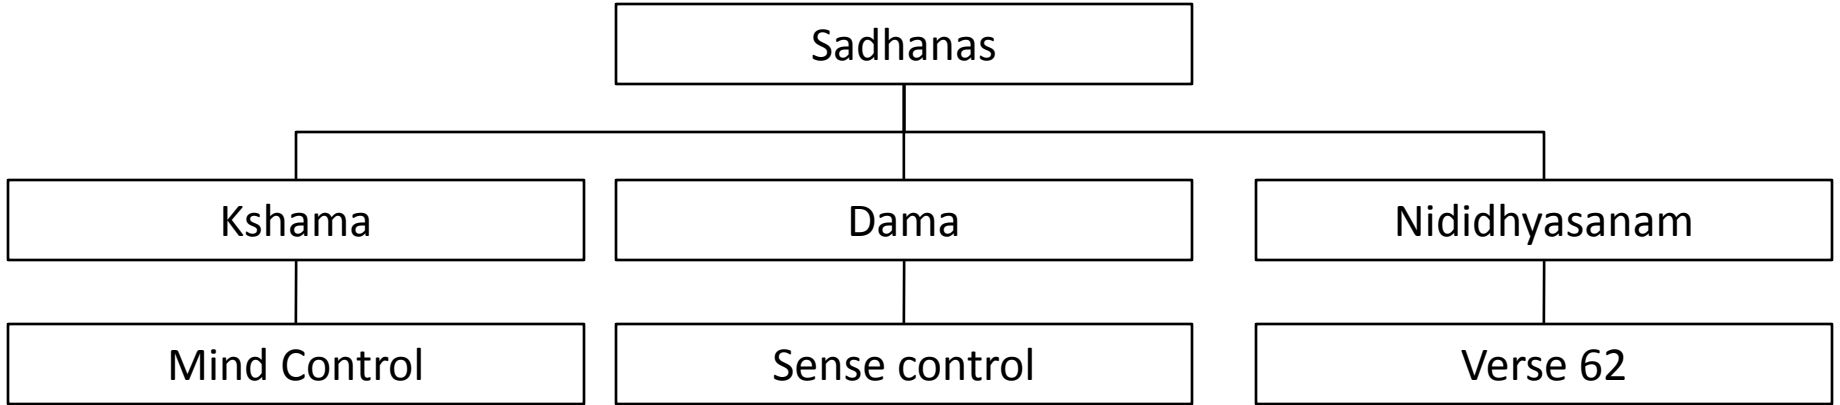 Sadhanas
Kshama
Dama
Nididhyasanam
Mind Control
Sense control
Verse 62